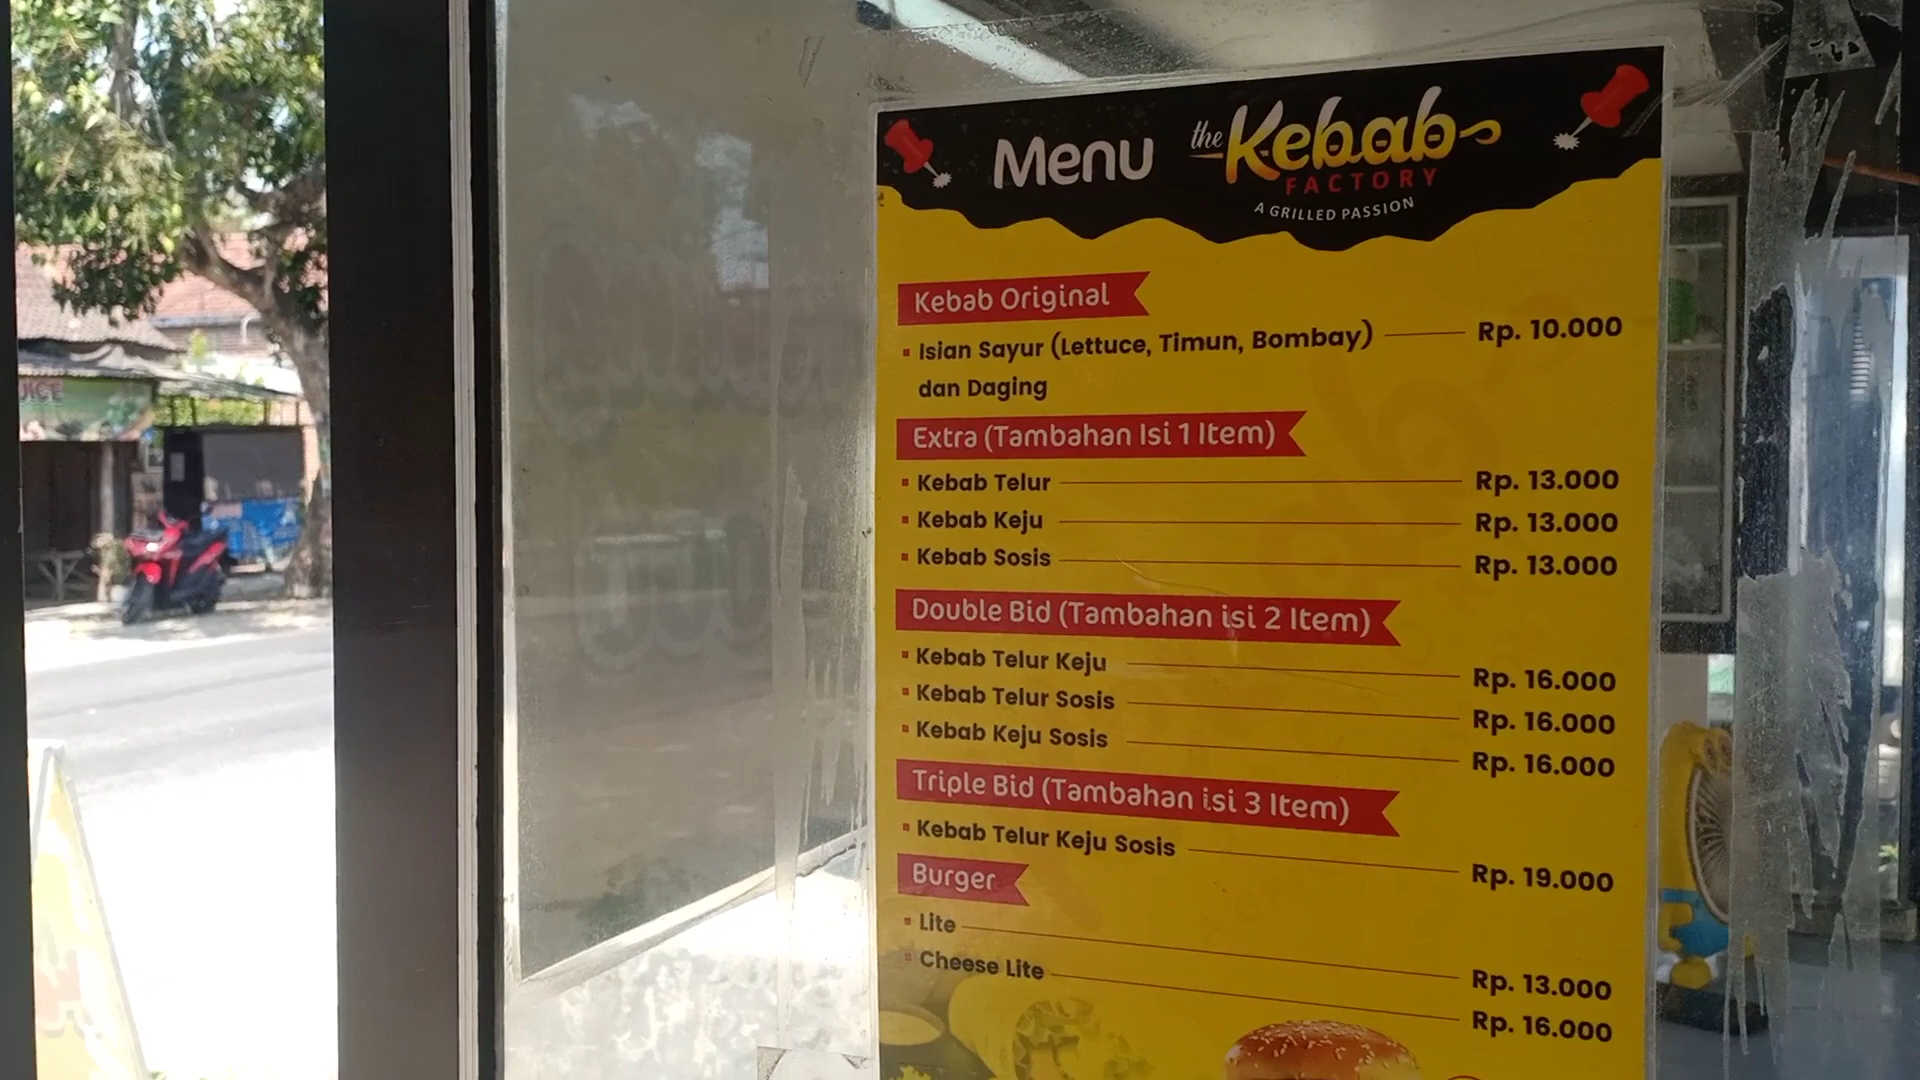 Menu the Kebab
FACTORY
A GRILLED PASSION
Kebab Original
Isian Sayur (Lettuce, Timun, Bombay) Rp. 10.000
dan Daging
Extra (Tambahan Isi 1 Item)
Kebab Telur Rp. 13.000
Kebab Keju Rp. 13.000
Kebab Sosis Rp. 13.000
Double Bid (Tambahan isi 2 Item)
Kebab Telur Keju Rp. 16.000
Kebab Telur Sosis Rp. 16.000
Kebab Keju Sosis Rp. 16.000
Triple Bid (Tambahan isi 3 Item)
Kebab Telur Keju Sosis Rp. 19.000
Burger
Lite Rp. 13.000
Cheese Lite Rp. 16.000